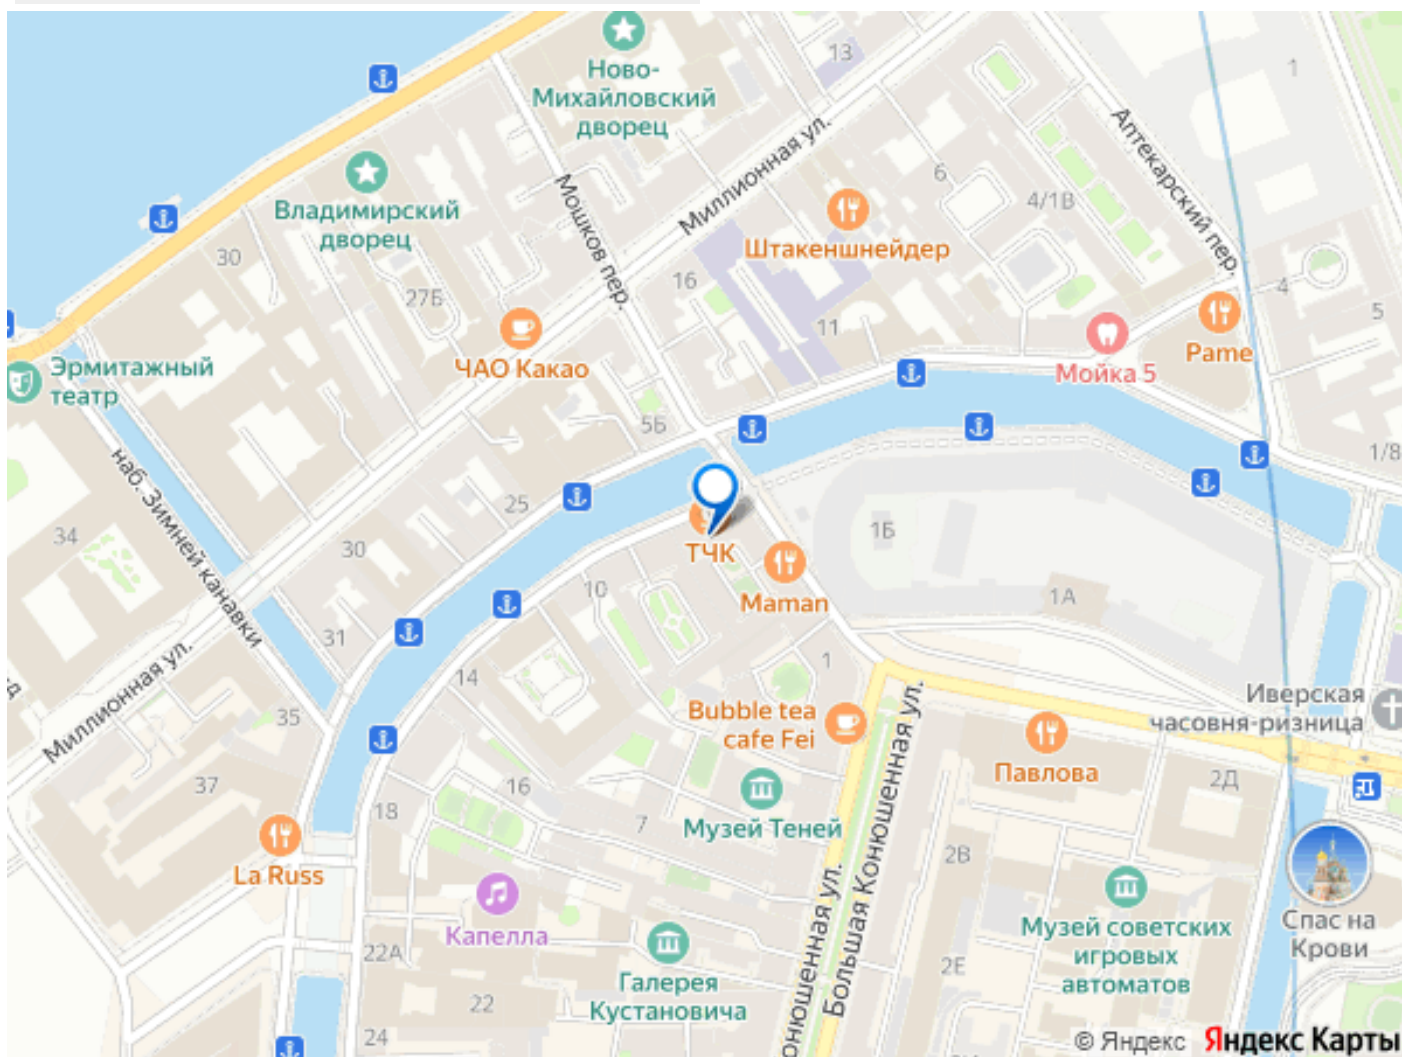 Ново-
Михайловский
дворец
13
1
Миллионная ул.
Аптекарский пер.
Владимирский
дворец
Мошков пер.
6
4/1В
Штакеншнейдер
30
27Б
16
11
4
5
ЧАО Какао
Pame
Мойка 5
Эрмитажный
театр
5Б
1/8
наб. Зимней канавки
25
34
30
1Б
ТЧК
Maman
10
1А
31
14
1
Миллионная ул.
35
Bubble tea
cafe Fei
Иверская
часовня-ризница
Павлова
37
16
18
7
2Д
Музей Теней
La Russ
2В
Большая Конюшенная ул.
онюшенная ул.
Капелла
22А
Музей советских
игровых
автоматов
Спас на
Крови
Галерея
Кустановича
22
2Е
24
© Яндекс Яндекс Карты